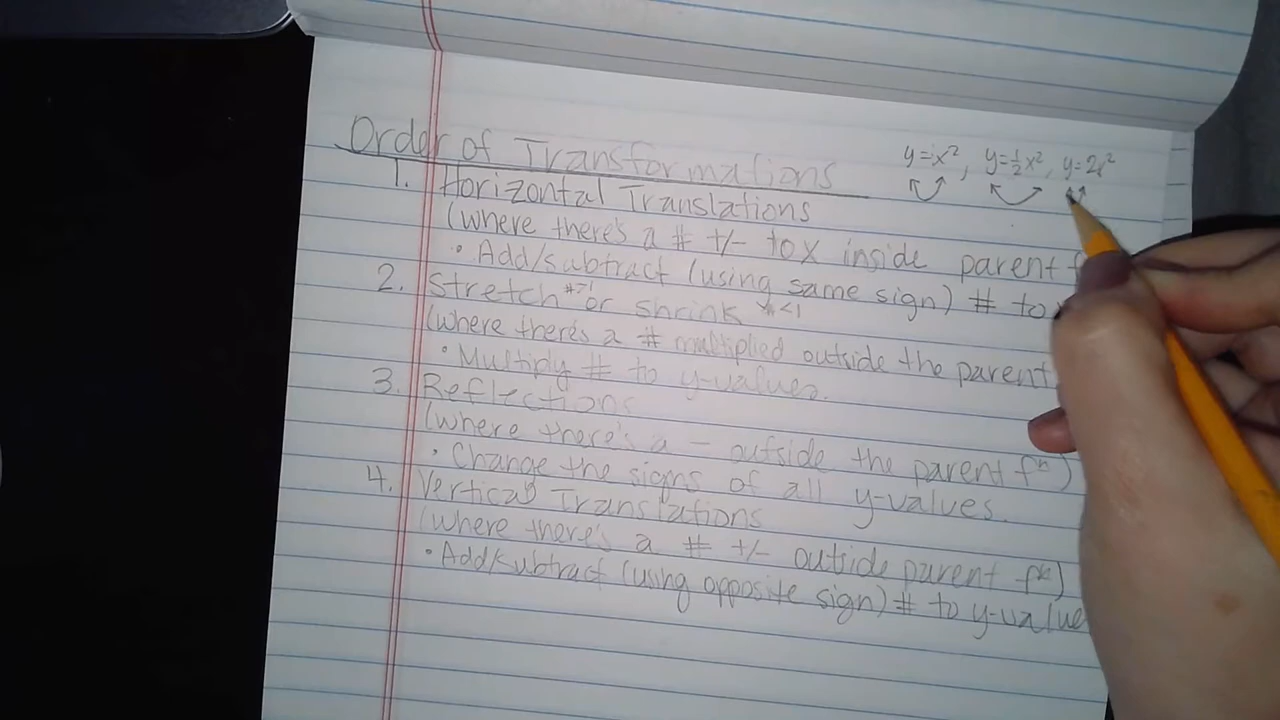 Order of Transformations
y=x², y=½x², y=2x²
1. Horizontal Translations
(where there's a # +/- to x inside parent
• Add/subtract (using same sign) # to
2. Stretch #>1 or shrink #<1
(where there's a # multiplied outside the parent
• Multiply # to y-values.
3. Reflections
(where there's a - outside the parent fⁿ)
• Change the signs of all y-values.
4. Vertical Translations
(where there's a # +/- outside parent fⁿ)
• Add/subtract (using opposite sign) # to y-value